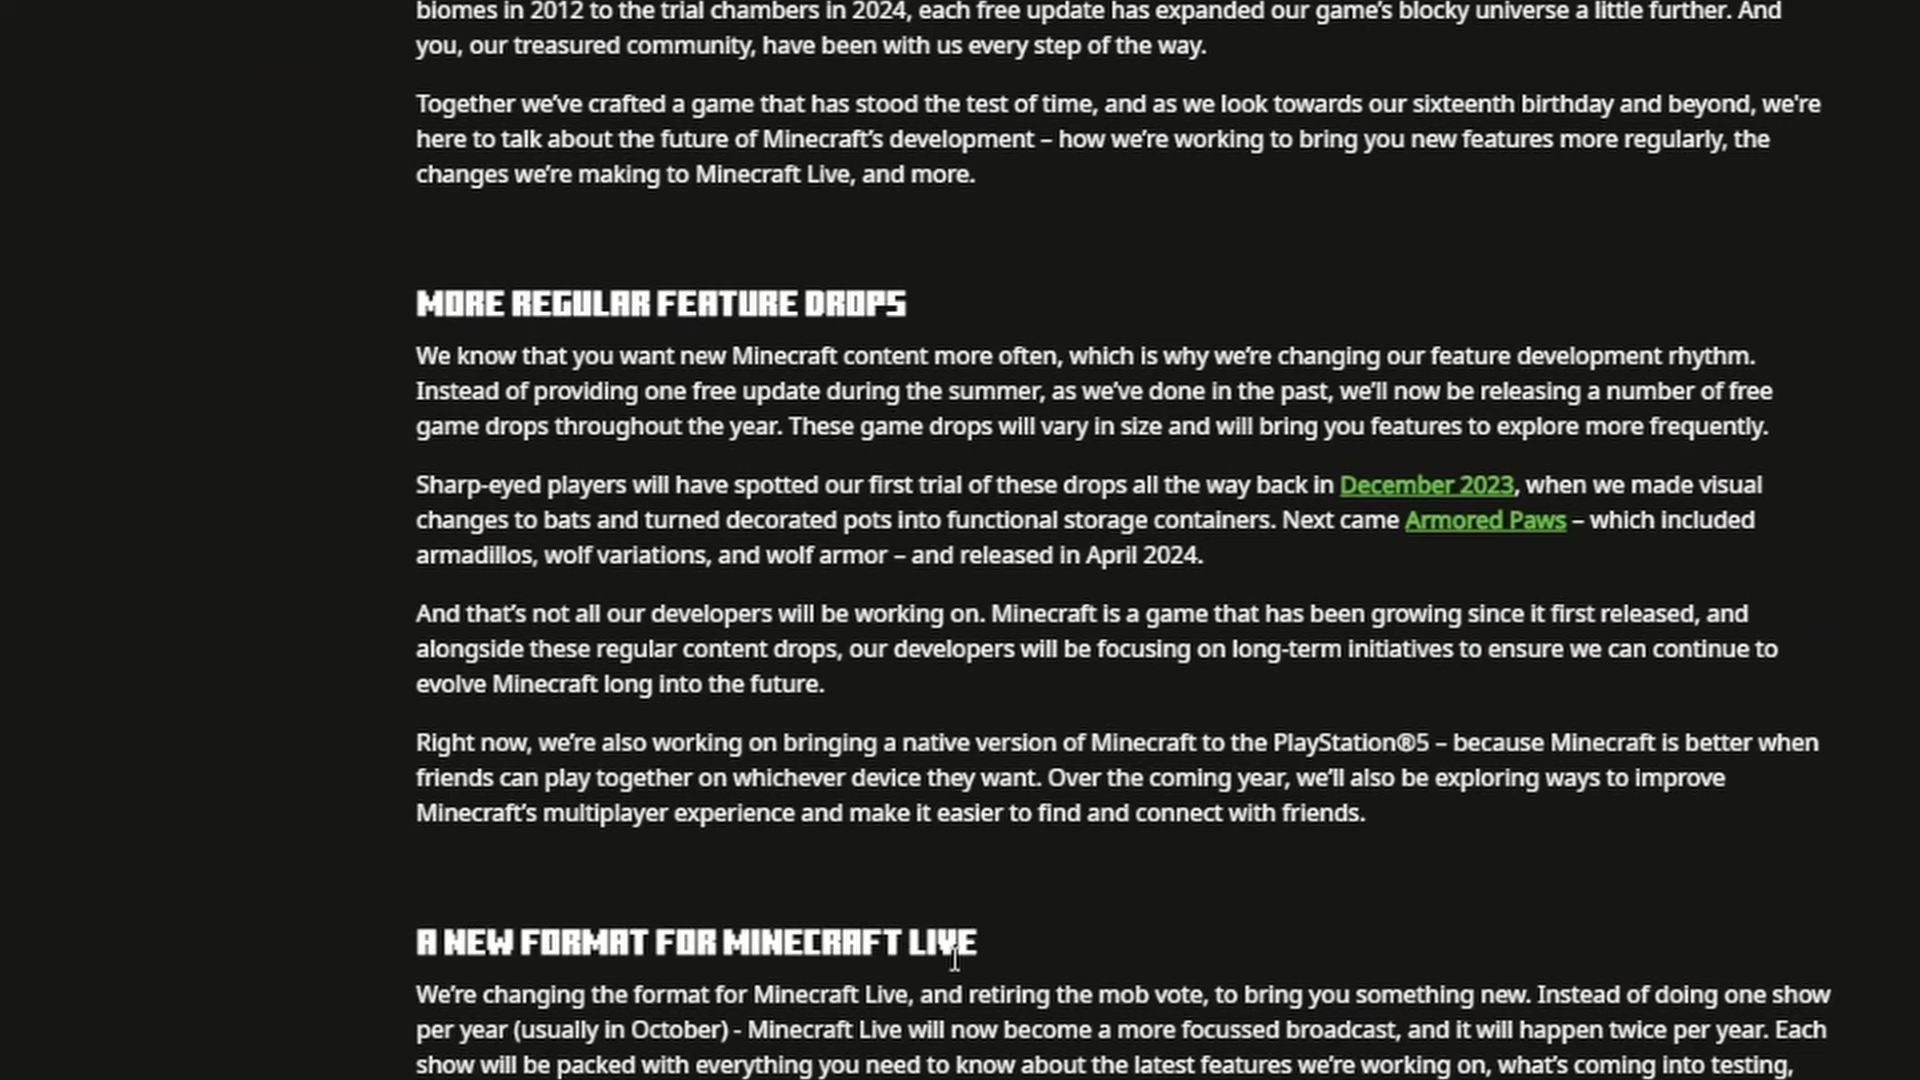 biomes in 2012 to the trial chambers in 2024, each free update has expanded our game's blocky universe a little further. And
you, our treasured community, have been with us every step of the way.
Together we've crafted a game that has stood the test of time, and as we look towards our sixteenth birthday and beyond, we're
here to talk about the future of Minecraft's development – how we're working to bring you new features more regularly, the
changes we're making to Minecraft Live, and more.
MORE REGULAR FEATURE DROPS
We know that you want new Minecraft content more often, which is why we're changing our feature development rhythm.
Instead of providing one free update during the summer, as we've done in the past, we'll now be releasing a number of free
game drops throughout the year. These game drops will vary in size and will bring you features to explore more frequently.
Sharp-eyed players will have spotted our first trial of these drops all the way back in December 2023, when we made visual
changes to bats and turned decorated pots into functional storage containers. Next came Armored Paws – which included
armadillos, wolf variations, and wolf armor – and released in April 2024.
And that's not all our developers will be working on. Minecraft is a game that has been growing since it first released, and
alongside these regular content drops, our developers will be focusing on long-term initiatives to ensure we can continue to
evolve Minecraft long into the future.
Right now, we're also working on bringing a native version of Minecraft to the PlayStation®5 – because Minecraft is better when
friends can play together on whichever device they want. Over the coming year, we'll also be exploring ways to improve
Minecraft's multiplayer experience and make it easier to find and connect with friends.
A NEW FORMAT FOR MINECRAFT LIVE
We're changing the format for Minecraft Live, and retiring the mob vote, to bring you something new. Instead of doing one show
per year (usually in October) - Minecraft Live will now become a more focussed broadcast, and it will happen twice per year. Each
show will be packed with everything you need to know about the latest features we're working on, what's coming into testing,